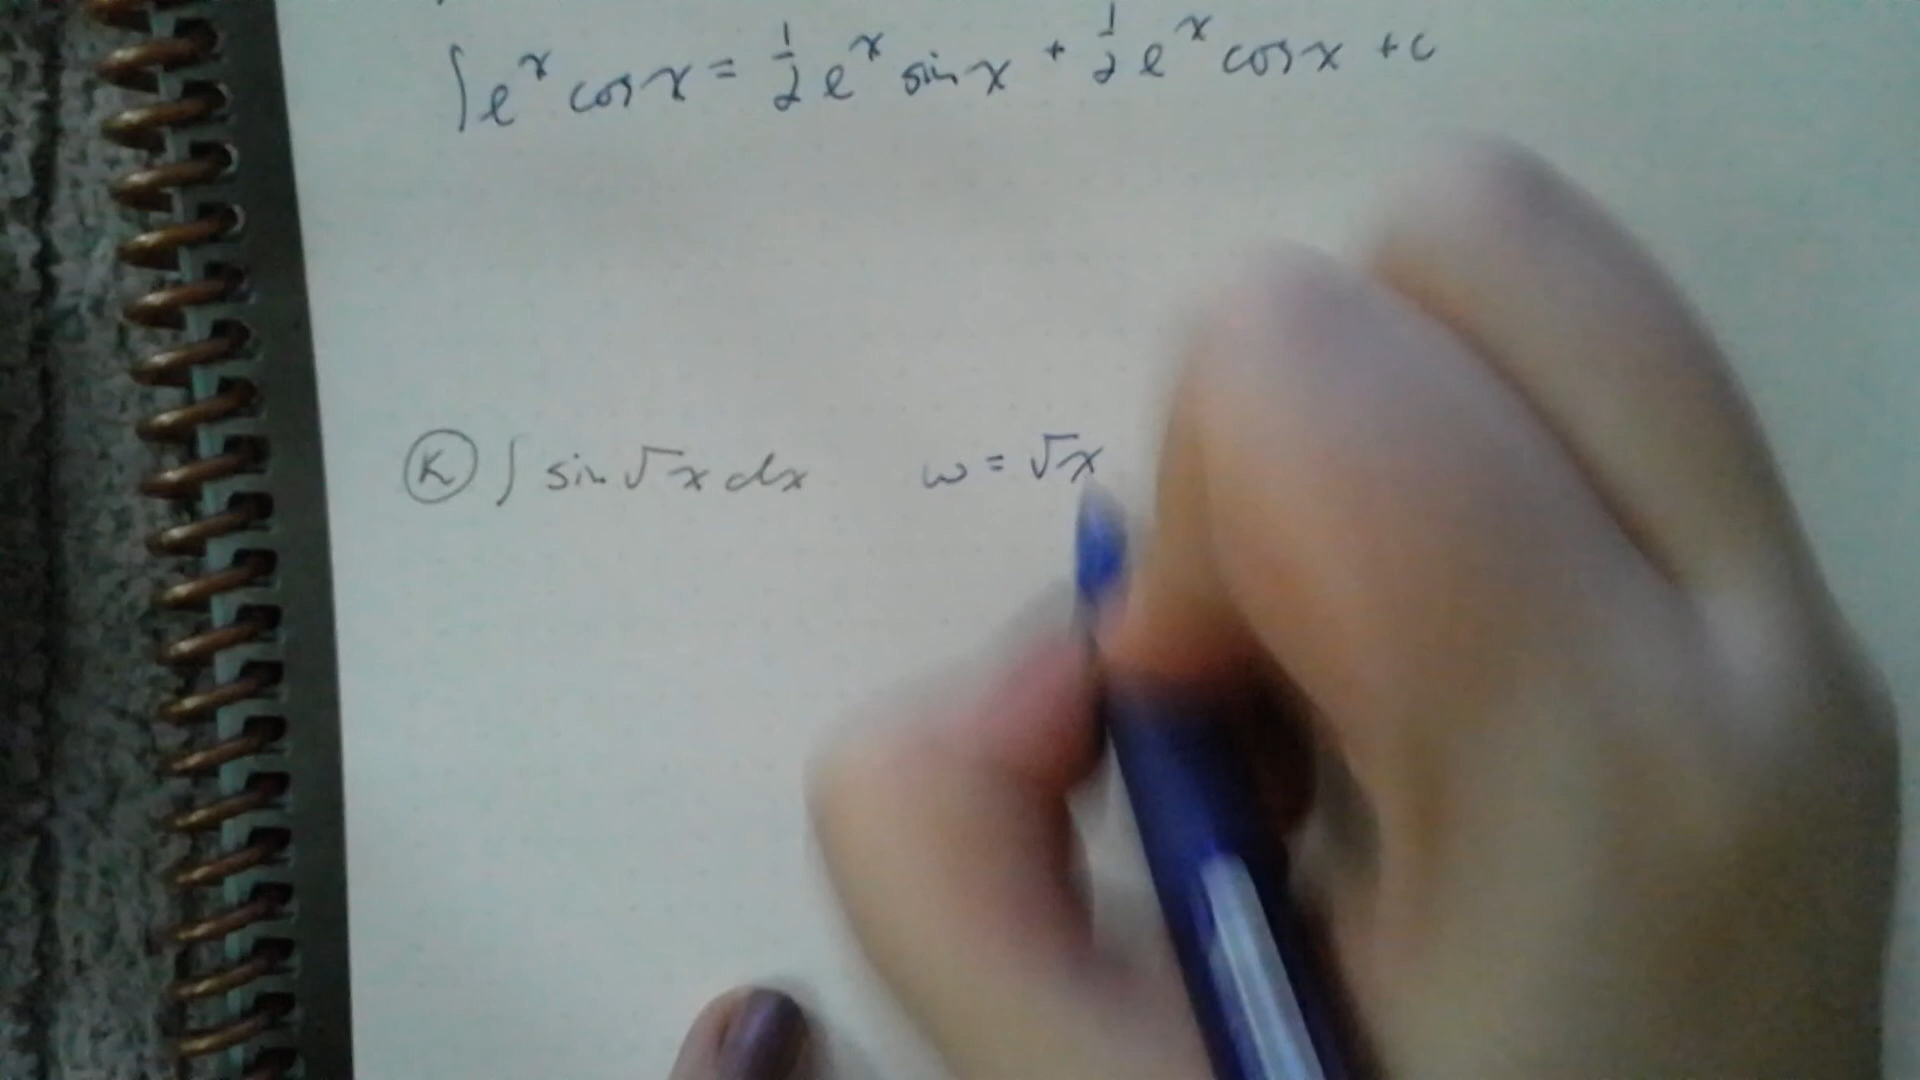 ∫e^x cos x = 1/2 e^x sin x + 1/2 e^x cos x + c
(K) ∫ sin √x dx w = √x